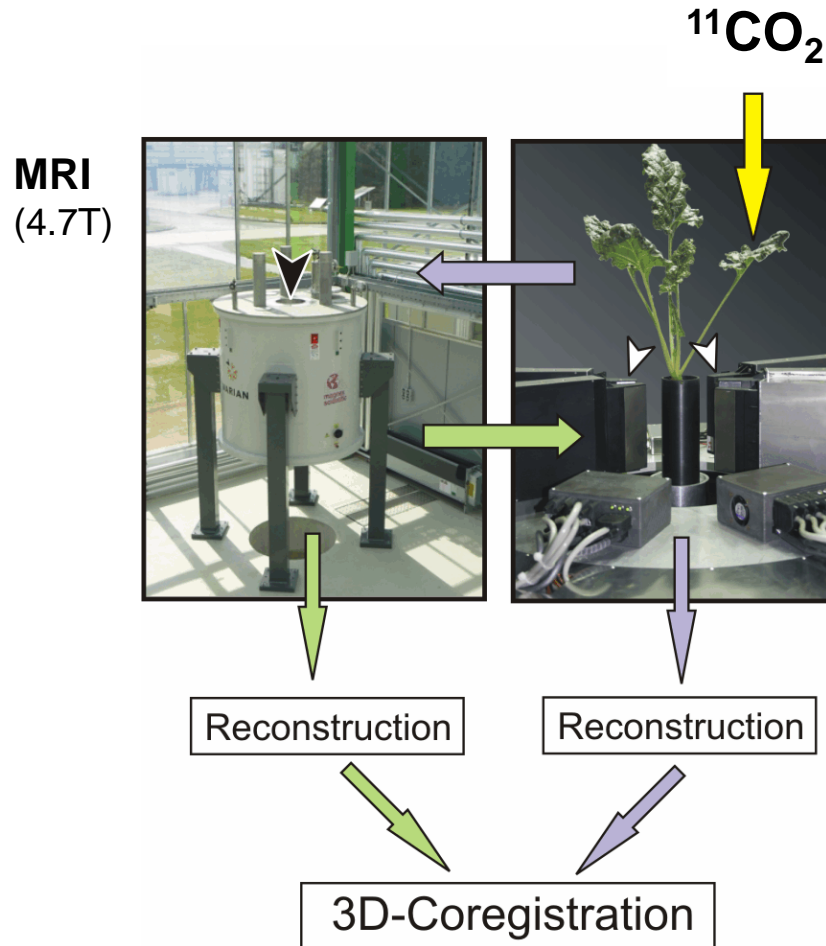 ¹¹CO₂
MRI
(4.7T)
VARIAN
Reconstruction
Reconstruction
3D-Coregistration